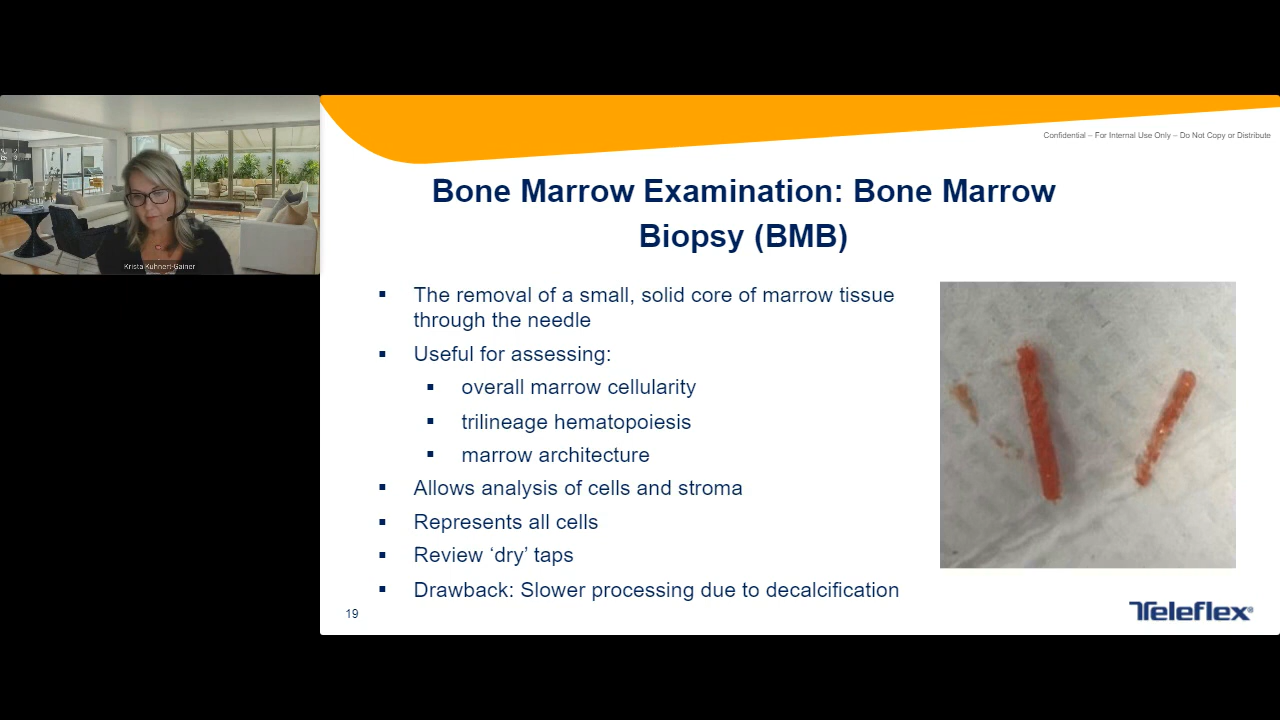 Confidential – For Internal Use Only – Do Not Copy or Distribute
Bone Marrow Examination: Bone Marrow
Biopsy (BMB)
▪ The removal of a small, solid core of marrow tissue
through the needle
▪ Useful for assessing:
▪ overall marrow cellularity
▪ trilineage hematopoiesis
▪ marrow architecture
▪ Allows analysis of cells and stroma
▪ Represents all cells
▪ Review ‘dry’ taps
▪ Drawback: Slower processing due to decalcification
19
Teleflex®
Krista Kuhnert-Gainer